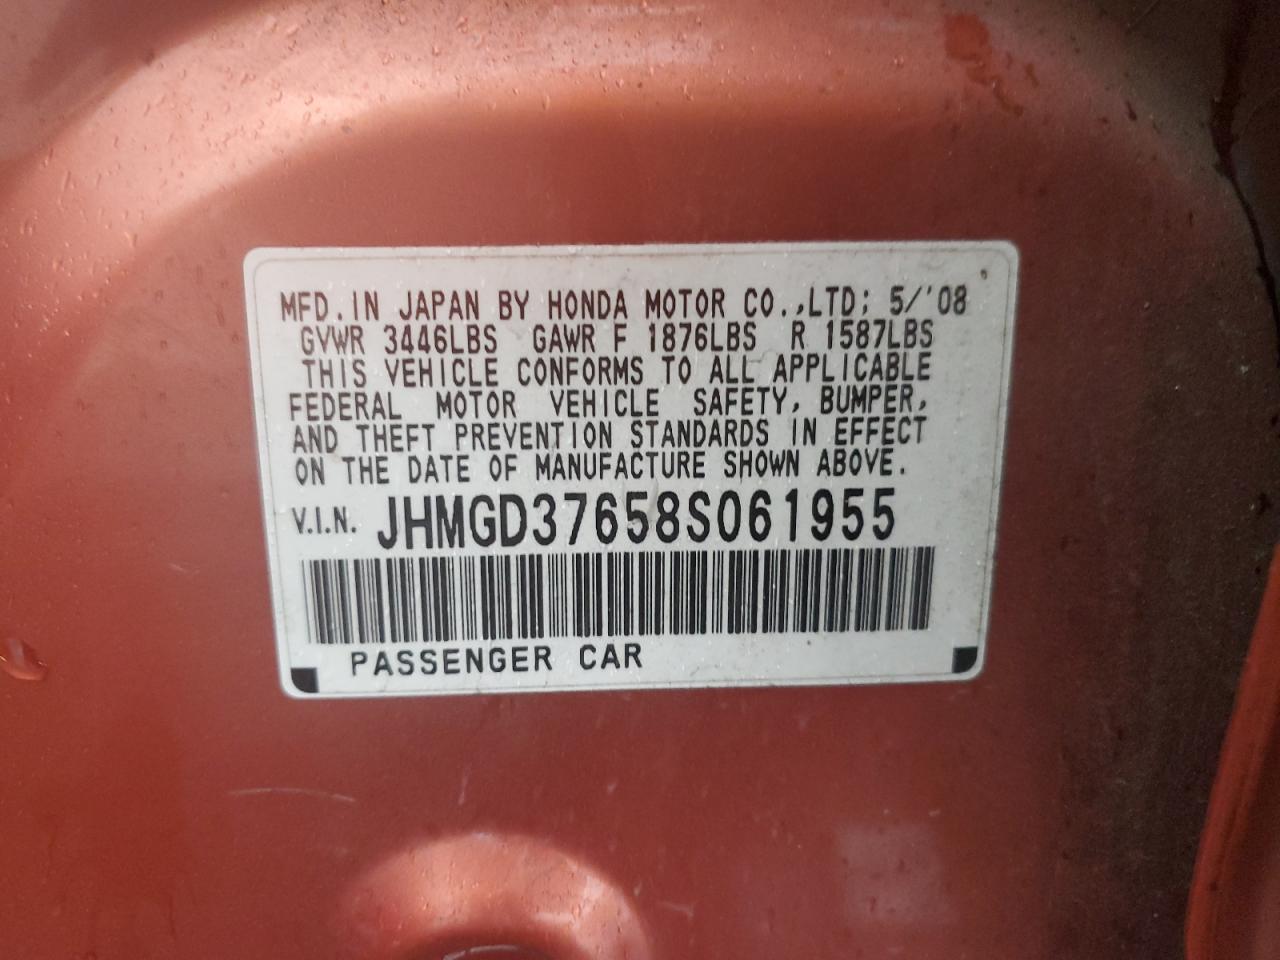 MFD. IN JAPAN BY HONDA MOTOR CO.,LTD; 5/'08
GVWR 3446LBS GAWR F 1876LBS R 1587LBS
THIS VEHICLE CONFORMS TO ALL APPLICABLE
FEDERAL MOTOR VEHICLE SAFETY, BUMPER,
AND THEFT PREVENTION STANDARDS IN EFFECT
ON THE DATE OF MANUFACTURE SHOWN ABOVE.
V.I.N. JHMGD37658S061955
PASSENGER CAR